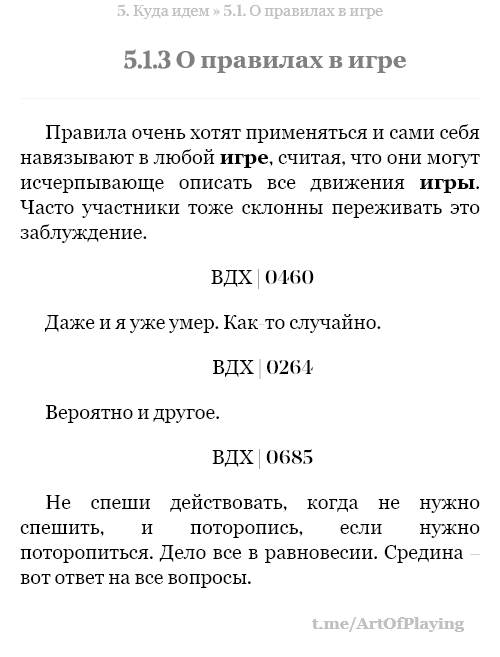 5. Куда идем » 5.1. О правилах в игре
5.1.3 О правилах в игре
Правила очень хотят применяться и сами себя
навязывают в любой игре, считая, что они могут
исчерпывающе описать все движения игры.
Часто участники тоже склонны переживать это
заблуждение.
ВДХ | 0460
Даже и я уже умер. Как-то случайно.
ВДХ | 0264
Вероятно и другое.
ВДХ | 0685
Не спеши действовать, когда не нужно
спешить, и поторопись, если нужно
поторопиться. Дело все в равновесии. Средина –
вот ответ на все вопросы.
t.me/ArtOfPlaying